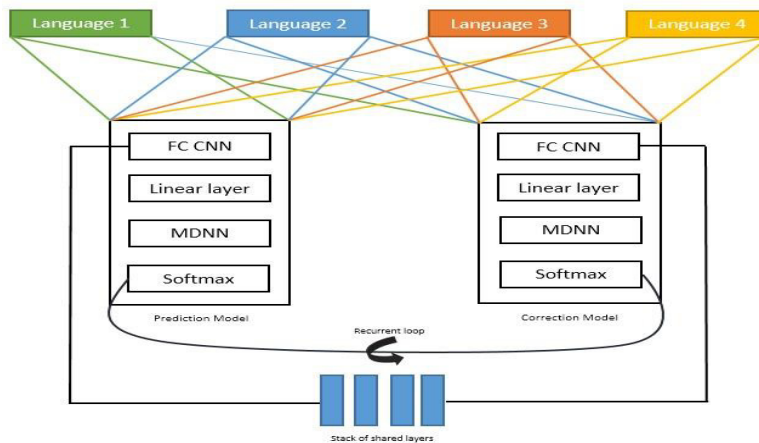 Language 1
Language 2
Language 3
Language 4
FC CNN
Linear layer
MDNN
Softmax
Prediction Model
FC CNN
Linear layer
MDNN
Softmax
Correction Model
Recurrent loop
Stack of shared layers